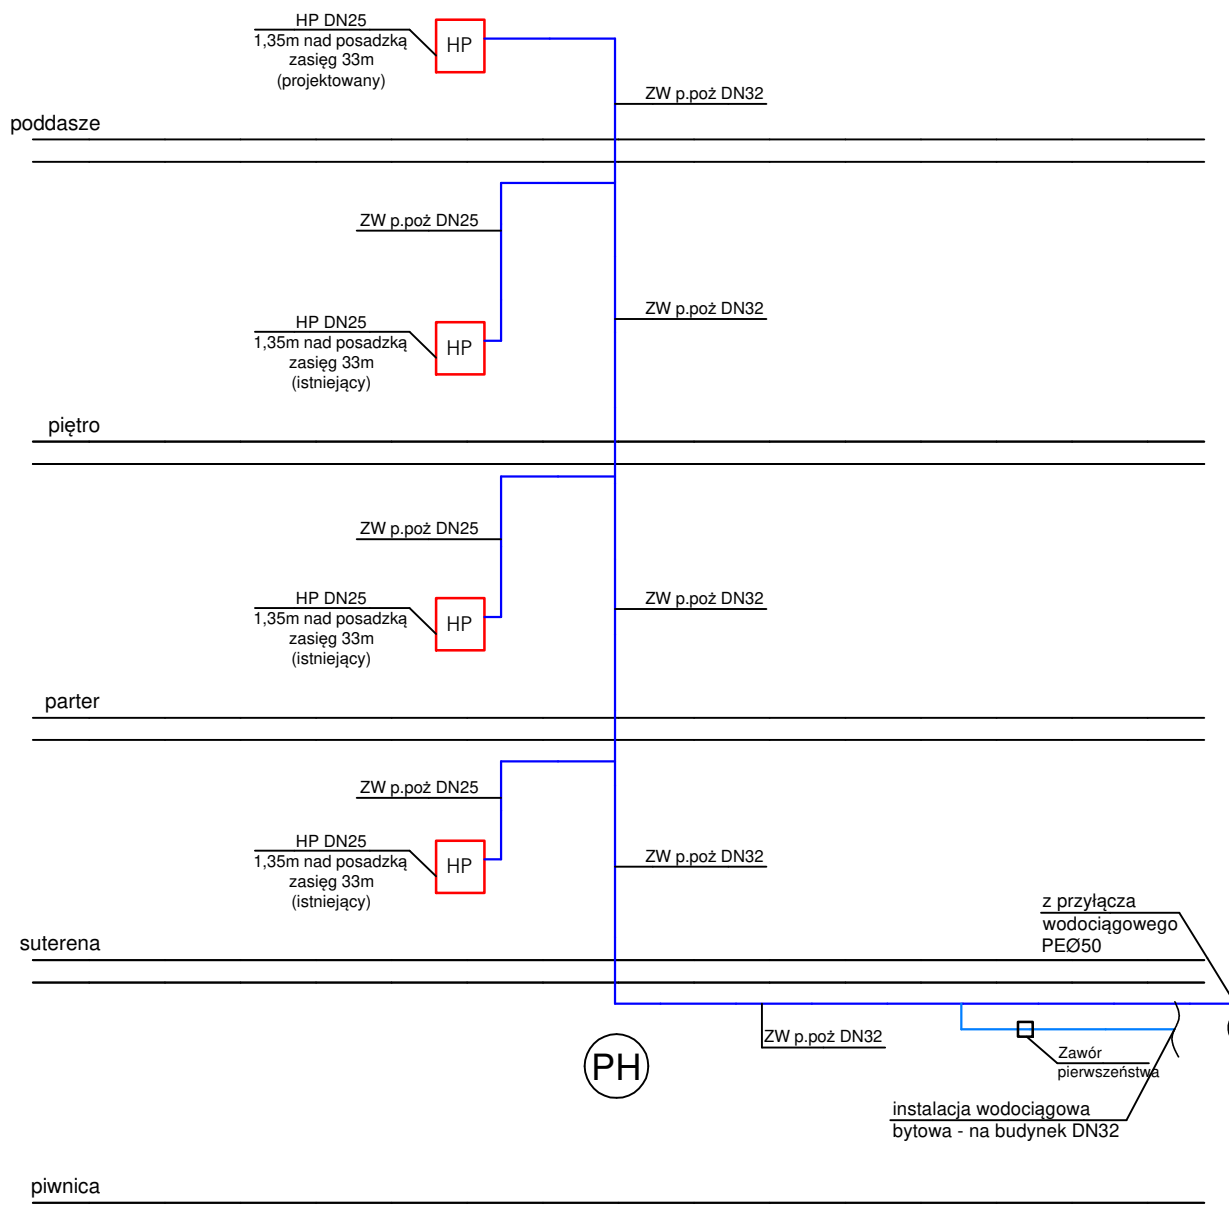 HP DN25
1,35m nad posadzką
zasięg 33m
(projektowany)
HP
ZW p.poż DN32
poddasze
ZW p.poż DN25
ZW p.poż DN32
HP DN25
1,35m nad posadzką
zasięg 33m
(istniejący)
HP
piętro
ZW p.poż DN25
HP DN25
1,35m nad posadzką
zasięg 33m
(istniejący)
HP
ZW p.poż DN32
parter
ZW p.poż DN25
HP DN25
1,35m nad posadzką
zasięg 33m
(istniejący)
HP
ZW p.poż DN32
z przyłącza
wodociągowego
PEØ50
suterena
ZW p.poż DN32
PH
Zawór
pierwszeństwa
instalacja wodociągowa
bytowa - na budynek DN32
piwnica